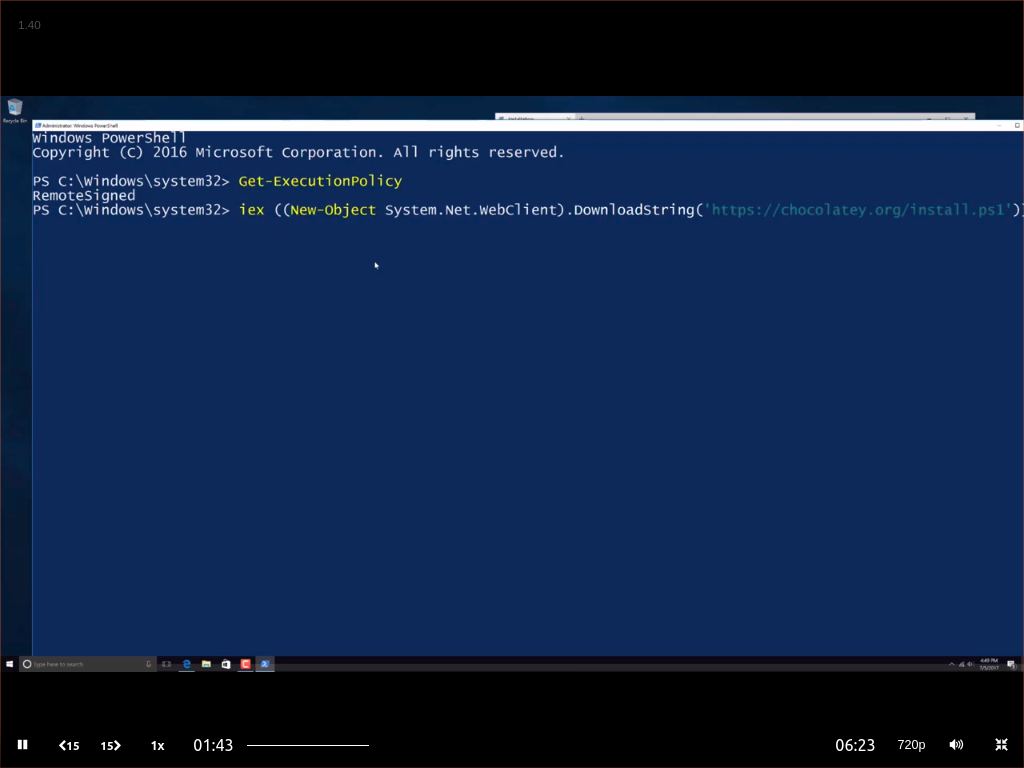 1.40
Recycle Bin
Administrator: Windows PowerShell
Windows PowerShell
Copyright (C) 2016 Microsoft Corporation. All rights reserved.
PS C:\Windows\system32> Get-ExecutionPolicy
RemoteSigned
PS C:\Windows\system32> iex ((New-Object System.Net.WebClient).DownloadString('https://chocolatey.org/install.ps1'))
Type here to search
4:49 PM
7/5/2017
15 15 1x 01:43 06:23 720p